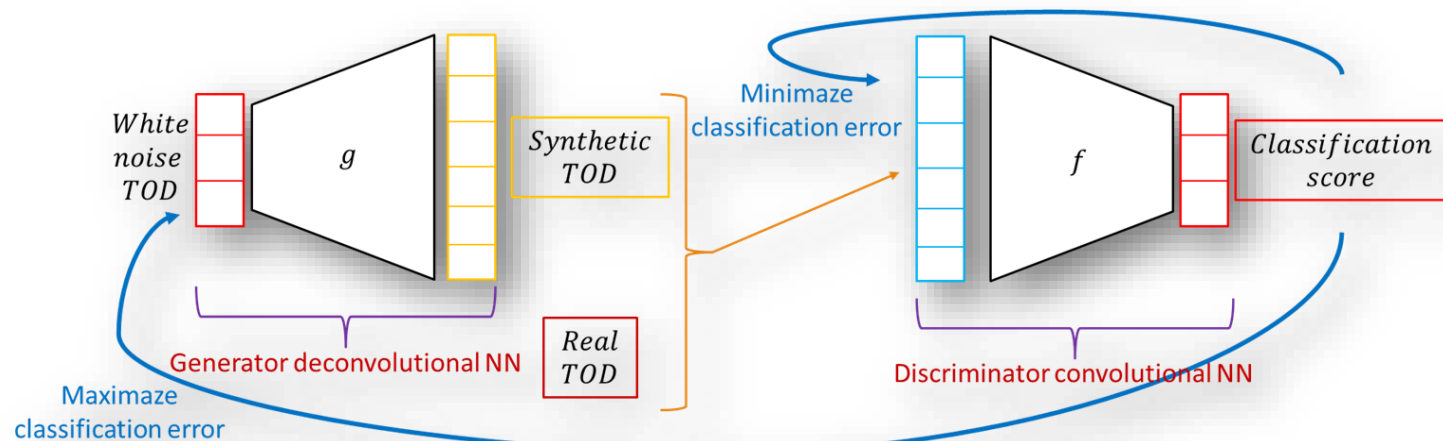 White
noise
TOD
g
Synthetic
TOD
Real
TOD
Generator deconvolutional NN
Maximaze
classification error
Minimaze
classification error
f
Classification
score
Discriminator convolutional NN